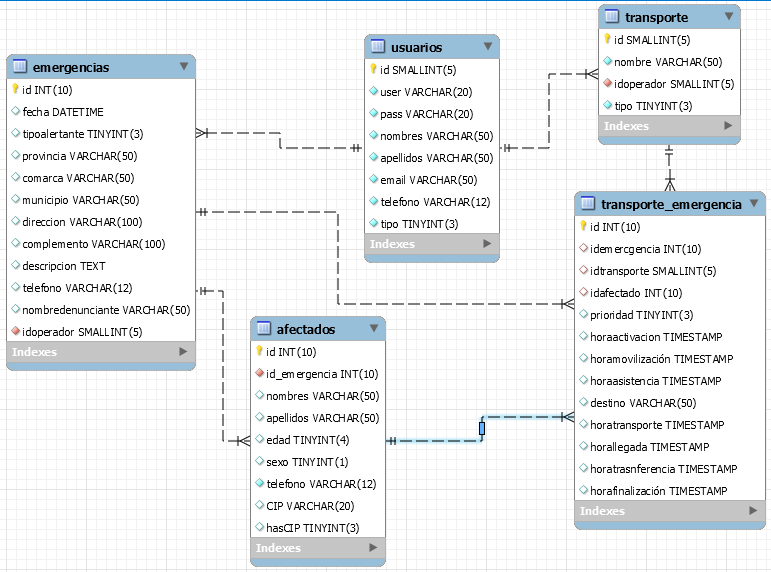 emergencias
id INT(10)
fecha DATETIME
tipoalertante TINYINT(3)
provincia VARCHAR(50)
comarca VARCHAR(50)
municipio VARCHAR(50)
direccion VARCHAR(100)
complemento VARCHAR(100)
descripcion TEXT
telefono VARCHAR(12)
nombredenunciante VARCHAR(50)
idoperador SMALLINT(5)
Indexes
usuarios
id SMALLINT(5)
user VARCHAR(20)
pass VARCHAR(20)
nombres VARCHAR(50)
apellidos VARCHAR(50)
email VARCHAR(50)
telefono VARCHAR(12)
tipo TINYINT(3)
Indexes
transporte
id SMALLINT(5)
nombre VARCHAR(50)
idoperador SMALLINT(5)
tipo TINYINT(3)
Indexes
afectados
id INT(10)
id_emergencia INT(10)
nombres VARCHAR(50)
apellidos VARCHAR(50)
edad TINYINT(4)
sexo TINYINT(1)
telefono VARCHAR(12)
CIP VARCHAR(20)
hasCIP TINYINT(3)
Indexes
transporte_emergencia
id INT(10)
idemercgencia INT(10)
idtransporte SMALLINT(5)
idafectado INT(10)
prioridad TINYINT(3)
horaactivacion TIMESTAMP
horamovilización TIMESTAMP
horaasistencia TIMESTAMP
destino VARCHAR(50)
horatransporte TIMESTAMP
horallegada TIMESTAMP
horatrasnferencia TIMESTAMP
horafinalización TIMESTAMP
Indexes